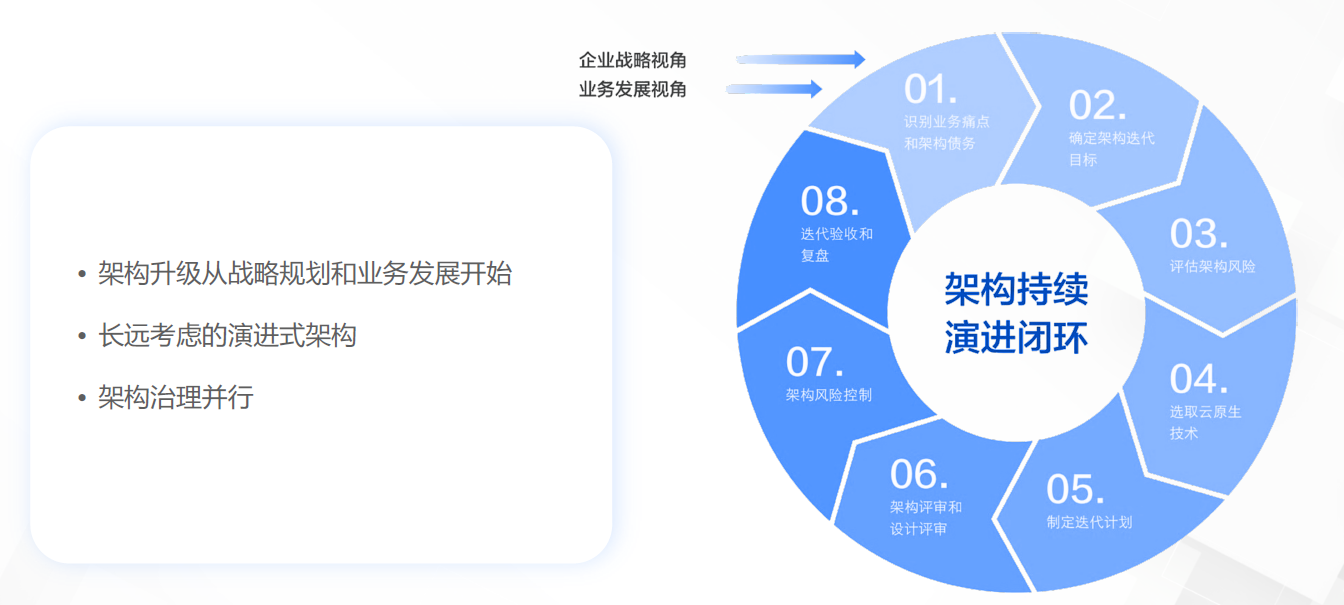 企业战略视角
业务发展视角
• 架构升级从战略规划和业务发展开始
• 长远考虑的演进式架构
• 架构治理并行
01.
识别业务痛点
和架构债务
02.
确定架构迭代
目标
03.
评估架构风险
04.
选取云原生
技术
05.
制定迭代计划
06.
架构评审和
设计评审
07.
架构风险控制
08.
迭代验收和
复盘
架构持续
演进闭环